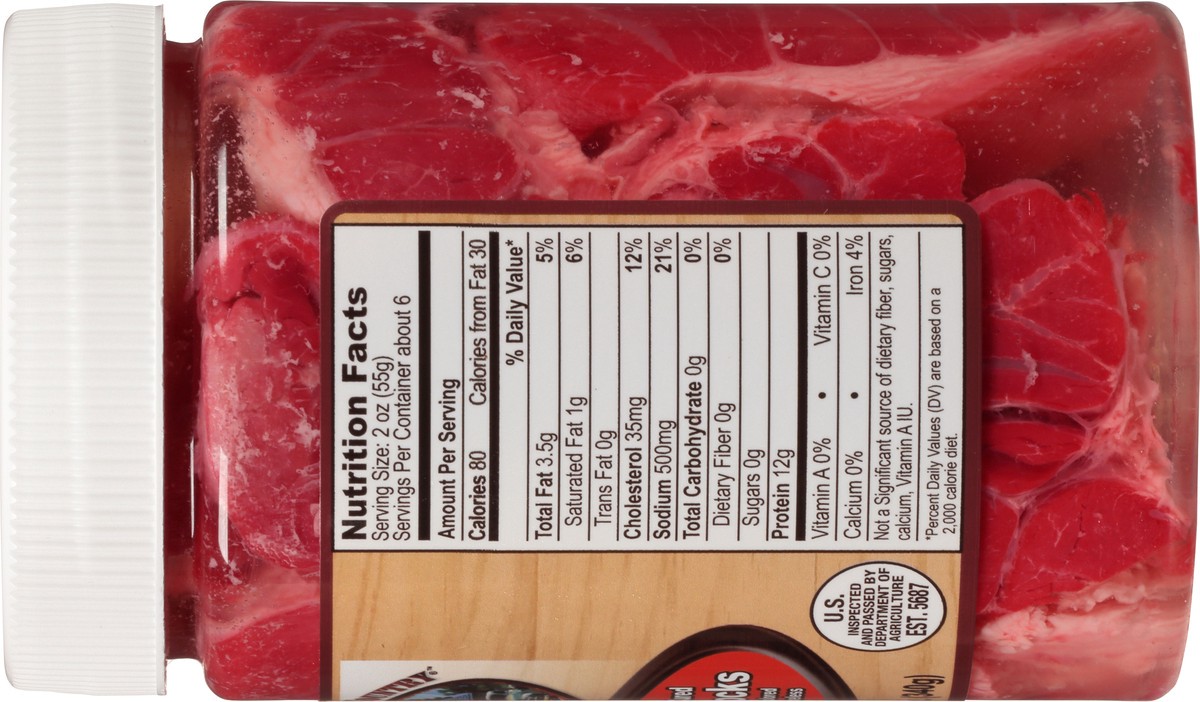 Nutrition Facts
Serving Size: 2 oz (55g)
Servings Per Container about 6
Amount Per Serving
Calories 80 Calories from Fat 30
% Daily Value*
Total Fat 3.5g 5%
Saturated Fat 1g 6%
Trans Fat 0g
Cholesterol 35mg 12%
Sodium 500mg 21%
Total Carbohydrate 0g 0%
Dietary Fiber 0g 0%
Sugars 0g
Protein 12g
Vitamin A 0% • Vitamin C 0%
Calcium 0% • Iron 4%
Not a Significant source of dietary fiber, sugars,
calcium, Vitamin A IU.
*Percent Daily Values (DV) are based on a
2,000 calorie diet.
U.S.
INSPECTED
AND PASSED BY
DEPARTMENT OF
AGRICULTURE
EST. 5687